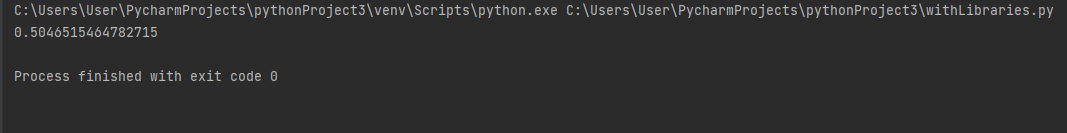 C:\Users\User\PycharmProjects\pythonProject3\venv\Scripts\python.exe C:\Users\User\PycharmProjects\pythonProject3\withLibraries.py
0.5046515464782715
Process finished with exit code 0